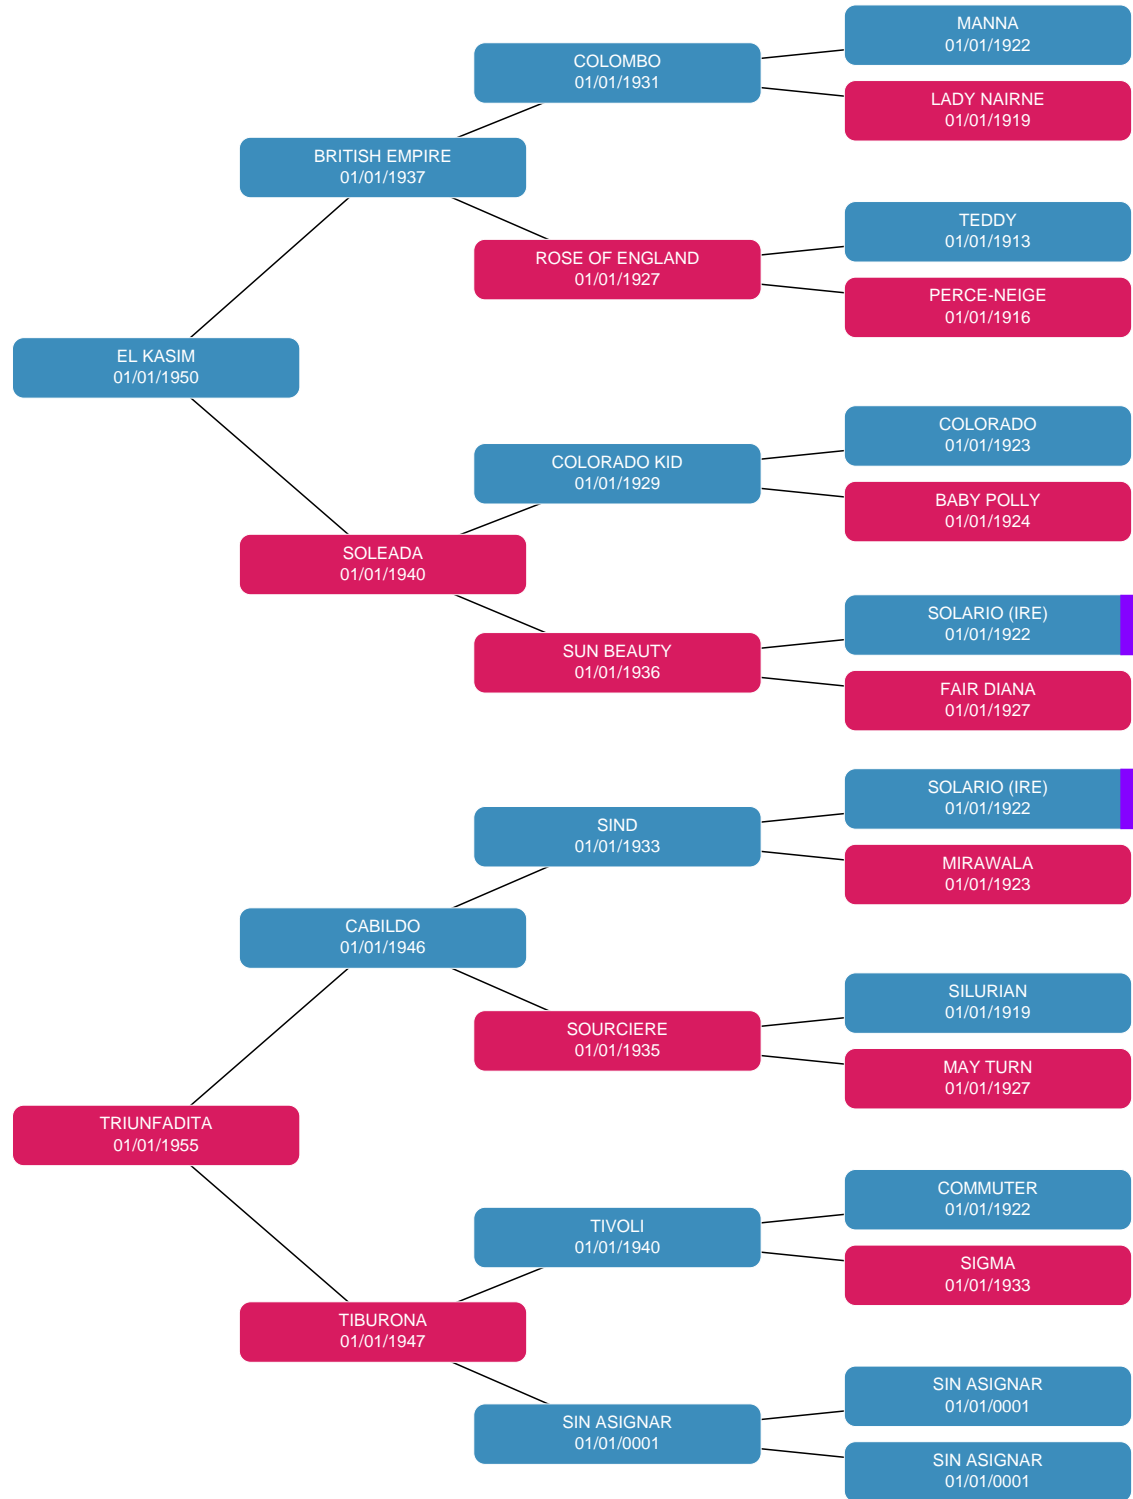 MANNA
01/01/1922
COLOMBO
01/01/1931
LADY NAIRNE
01/01/1919
BRITISH EMPIRE
01/01/1937
TEDDY
01/01/1913
ROSE OF ENGLAND
01/01/1927
PERCE-NEIGE
01/01/1916
EL KASIM
01/01/1950
COLORADO
01/01/1923
COLORADO KID
01/01/1929
BABY POLLY
01/01/1924
SOLEADA
01/01/1940
SOLARIO (IRE)
01/01/1922
SUN BEAUTY
01/01/1936
FAIR DIANA
01/01/1927
SOLARIO (IRE)
01/01/1922
SIND
01/01/1933
MIRAWALA
01/01/1923
CABILDO
01/01/1946
SILURIAN
01/01/1919
SOURCIERE
01/01/1935
MAY TURN
01/01/1927
TRIUNFADITA
01/01/1955
COMMUTER
01/01/1922
TIVOLI
01/01/1940
SIGMA
01/01/1933
TIBURONA
01/01/1947
SIN ASIGNAR
01/01/0001
SIN ASIGNAR
01/01/0001
SIN ASIGNAR
01/01/0001